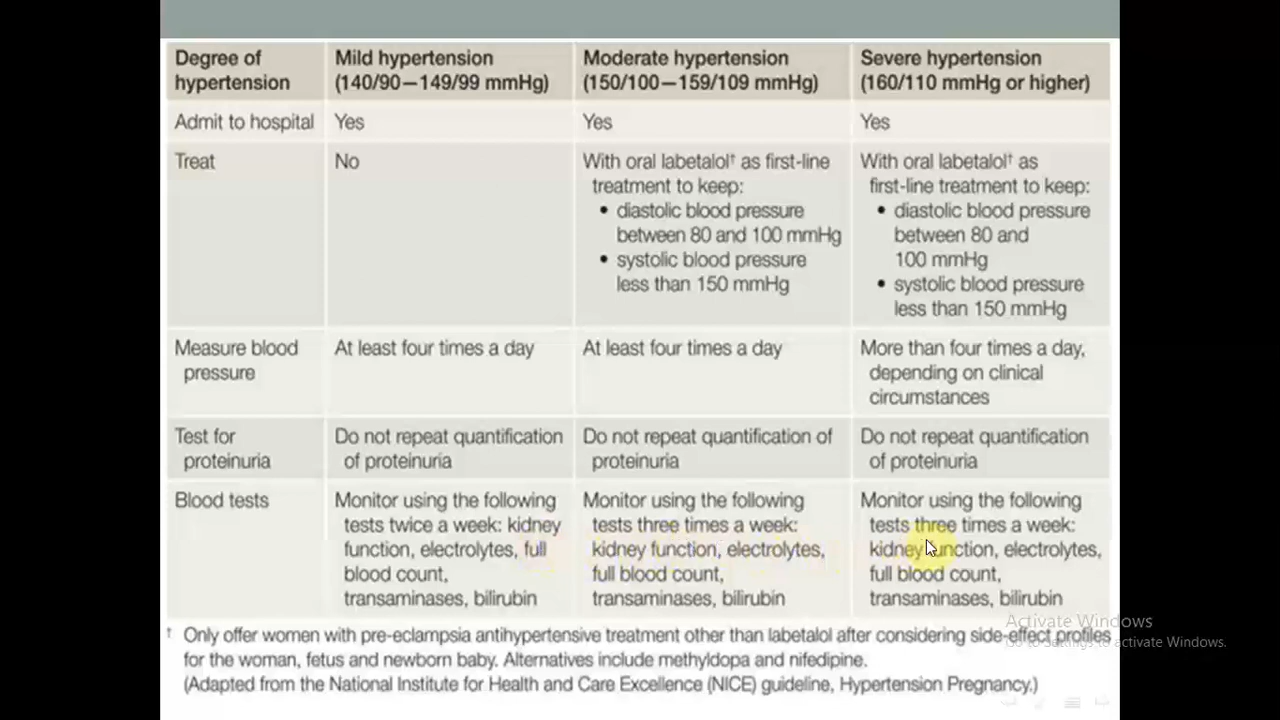 Degree of hypertension
Mild hypertension (140/90—149/99 mmHg)
Moderate hypertension (150/100—159/109 mmHg)
Severe hypertension (160/110 mmHg or higher)
Admit to hospital
Yes
Yes
Yes
Treat
No
With oral labetalol† as first-line
treatment to keep:
• diastolic blood pressure
between 80 and 100 mmHg
• systolic blood pressure
less than 150 mmHg
With oral labetalol† as
first-line treatment to keep:
• diastolic blood pressure
between 80 and
100 mmHg
• systolic blood pressure
less than 150 mmHg
Measure blood
pressure
At least four times a day
At least four times a day
More than four times a day,
depending on clinical
circumstances
Test for
proteinuria
Do not repeat quantification
of proteinuria
Do not repeat quantification of
proteinuria
Do not repeat quantification
of proteinuria
Blood tests
Monitor using the following
tests twice a week: kidney
function, electrolytes, full
blood count,
transaminases, bilirubin
Monitor using the following
tests three times a week:
kidney function, electrolytes,
full blood count,
transaminases, bilirubin
Monitor using the following
tests three times a week:
kidney function, electrolytes,
full blood count,
transaminases, bilirubin
† Only offer women with pre-eclampsia antihypertensive treatment other than labetalol after considering side-effect profiles
for the woman, fetus and newborn baby. Alternatives include methyldopa and nifedipine.
(Adapted from the National Institute for Health and Care Excellence (NICE) guideline, Hypertension Pregnancy.)
Activate Windows
Go to Settings to activate Windows.